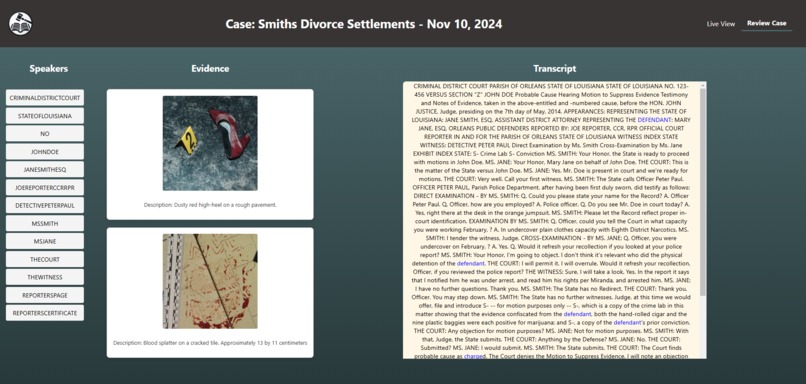 Case: Smiths Divorce Settlements - Nov 10, 2024
Live View
Review Case
Speakers
CRIMINALDISTRICTCOURT
STATEOFLOUISIANA
NO
JOHNDOE
JANESMITHESQ
JOEREPORTERCCRRPR
DETECTIVEPETERPAUL
MSSMITH
MSJANE
THECOURT
THEWITNESS
REPORTERSPAGE
REPORTERSCERTIFICATE
Evidence
2
Description: Dusty red high-heel on a rough pavement.
Description: Blood splatter on a cracked tile. Approximately 13 by 11 centimeters
Transcript
CRIMINAL DISTRICT COURT PARISH OF ORLEANS STATE OF LOUISIANA STATE OF LOUISIANA NO. 123-
456 VERSUS SECTION "Z" JOHN DOE Probable Cause Hearing Motion to Suppress Evidence Testimony
and Notes of Evidence, taken in the above-entitled and -numbered cause, before the HON. JOHN
JUSTICE, Judge, presiding on the 7th day of May, 2014. APPEARANCES: REPRESENTING THE STATE OF
LOUISIANA: JANE SMITH, ESQ. ASSISTANT DISTRICT ATTORNEY REPRESENTING THE DEFENDANT: MARY
JANE, ESQ. ORLEANS PUBLIC DEFENDERS REPORTED BY: JOE REPORTER, CCR, RPR OFFICIAL COURT
REPORTER IN AND FOR THE PARISH OF ORLEANS STATE OF LOUISIANA WITNESS INDEX STATE
WITNESS: DETECTIVE PETER PAUL, Direct Examination by Ms. Smith Cross-Examination by Ms. Jane
EXHIBIT INDEX STATE: S- Crime Lab S- Conviction MS. SMITH: Your Honor, the State is ready to proceed
with motions in John Doe. MS. JANE: Your Honor, Mary Jane on behalf of John Doe. THE COURT: This is
the matter of the State versus John Doe. MS. JANE: Yes. Mr. Doe is present in court and we're ready for
motions. THE COURT: Very well. Call your first witness. MS. SMITH: The State calls Officer Peter Paul.
OFFICER PETER PAUL, Parish Police Department, after having been first duly sworn, did testify as follows:
DIRECT EXAMINATION - BY MS. SMITH: Q. Could you please state your name for the Record? A. Officer
Peter Paul. Q. Officer, how are you employed? A. Police officer. Q. Do you see Mr. Doe in court today? A.
Yes, right there at the desk in the orange jumpsuit. MS. SMITH: Please let the Record reflect proper in-
court identification. EXAMINATION BY MS. SMITH: Q. Officer, could you tell the Court in what capacity
you were working February. ? A. In undercover plain clothes capacity with Eighth District Narcotics. MS.
SMITH: I tender the witness, Judge. CROSS-EXAMINATION - BY MS. JANE: Q. Officer, you were
undercover on February. ? A. Yes. Q. Would it refresh your recollection if you looked at your police
report? MS. SMITH: Your Honor, I'm going to object. I don't think it's relevant who did the physical
detention of the defendant. THE COURT: I will permit it. I will overrule. Would it refresh your recollection,
Officer, if you reviewed the police report? THE WITNESS: Sure. I will take a look. Yes. In the report it says
that I notified him he was under arrest, and read him his rights per Miranda, and arrested him. MS. JANE:
I have no further questions. Thank you. MS. SMITH: The State has no Redirect. THE COURT: Thank you,
Officer. You may step down. MS. SMITH: The State has no further witnesses. Judge, at this time we would
offer, file and introduce S- -- for motion purposes only -- S-, which is a copy of the crime lab in this
matter showing that the evidence confiscated from the defendant, both the hand-rolled cigar and the
nine plastic baggies were each positive for marijuana; and S-, a copy of the defendant's prior conviction.
THE COURT: Any objection for motion purposes? MS. JANE: Not for motion purposes. MS. SMITH: With
that, Judge, the State submits. THE COURT: Anything by the Defense? MS. JANE: No. THE COURT:
Submitted? MS. JANE: I would submit. MS. SMITH: The State submits. THE COURT: The Court finds
probable cause as charged. The Court denies the Motion to Suppress Evidence. I will note an objection